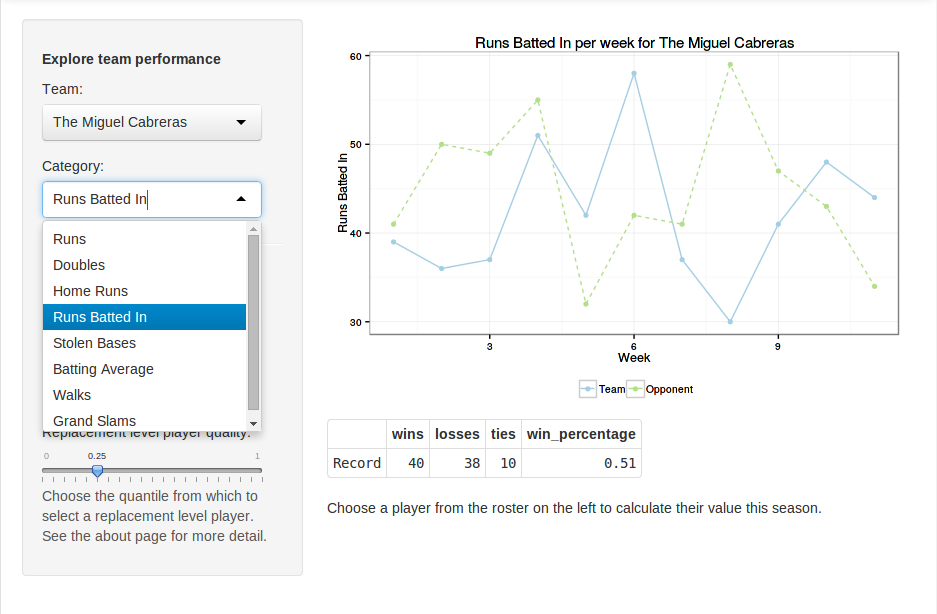 Explore team performance
Team:
The Miguel Cabreras
Category:
Runs Batted In
Runs
Doubles
Home Runs
Runs Batted In
Stolen Bases
Batting Average
Walks
Grand Slams
Replacement level player quality:
0 0.25 1
Choose the quantile from which to
select a replacement level player.
See the about page for more detail.
Runs Batted In per week for The Miguel Cabreras
Runs Batted In
60
50
40
30
3 6 9
Week
Team Opponent
wins losses ties win_percentage
Record 40 38 10 0.51
Choose a player from the roster on the left to calculate their value this season.